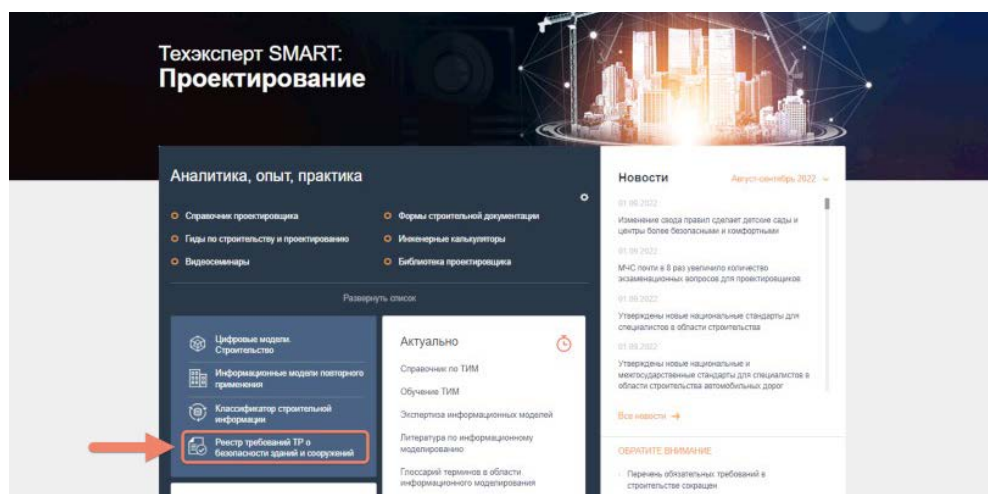 Техэксперт SMART:
Проектирование
Аналитика, опыт, практика
Справочник проектировщика
Гиды по строительству и проектированию
Видеосеминары
Формы строительной документации
Инженерные калькуляторы
Библиотека проектировщика
Развернуть список
Цифровые модели.
Строительство
Информационные модели повторного
применения
Классификатор строительной
информации
Реестр требований ТР о
безопасности зданий и сооружений
Актуально
Справочник по ТИМ
Обучение ТИМ
Экспертиза информационных моделей
Литература по информационному
моделированию
Глоссарий терминов в области
информационного моделирования
Новости
Август-сентябрь 2022
01.09.2022
Изменение свода правил сделает детские сады и
центры более безопасными и комфортными
01.09.2022
МЧС почти в 8 раз увеличило количество
экзаменационных вопросов для проектировщиков
01.09.2022
Утверждены новые национальные стандарты для
специалистов в области строительства
01.09.2022
Утверждены новые национальные и
межгосударственные стандарты для специалистов в
области строительства автомобильных дорог
Все новости
ОБРАТИТЕ ВНИМАНИЕ
Перечень обязательных требований в
строительстве сокращен